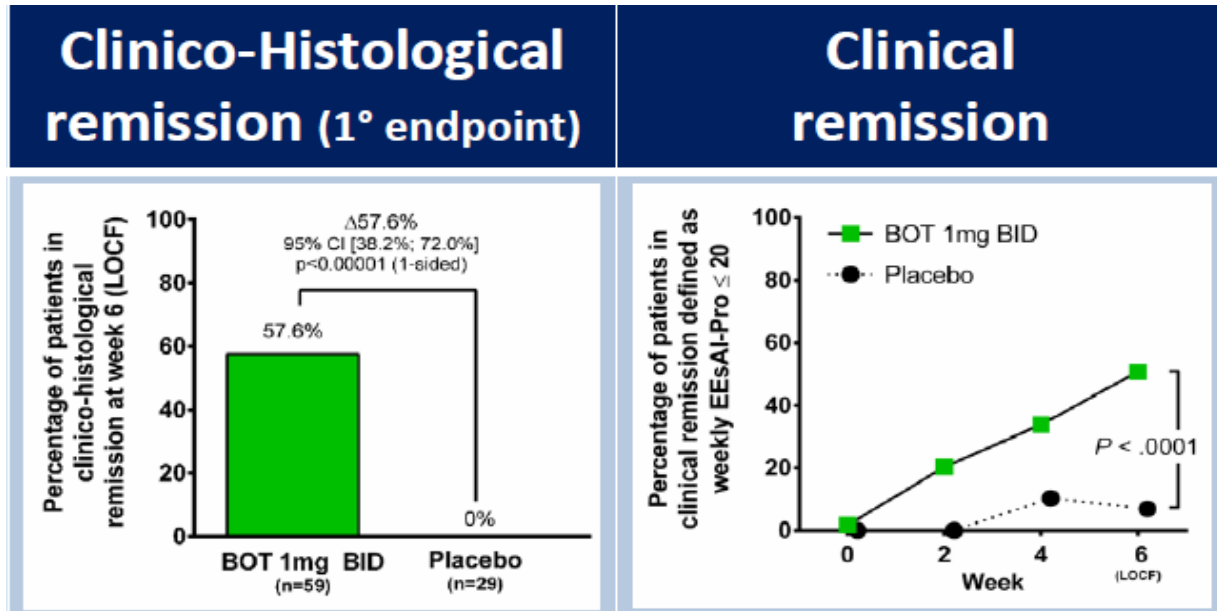 Clinico-Histological
remission (1° endpoint)
Clinical
remission
Percentage of patients in
clinico-histological
remission at week 6 (LOCF)
100
80
60
40
20
0
Δ57.6%
95% CI [38.2%; 72.0%]
p<0.00001 (1-sided)
57.6%
0%
BOT 1mg BID
(n=59)
Placebo
(n=29)
Percentage of patients in
clinical remission defined as
weekly EEsAI-Pro ≤ 20
100
80
60
40
20
0
BOT 1mg BID
Placebo
P < .0001
0
2
4
6
(LOCF)
Week